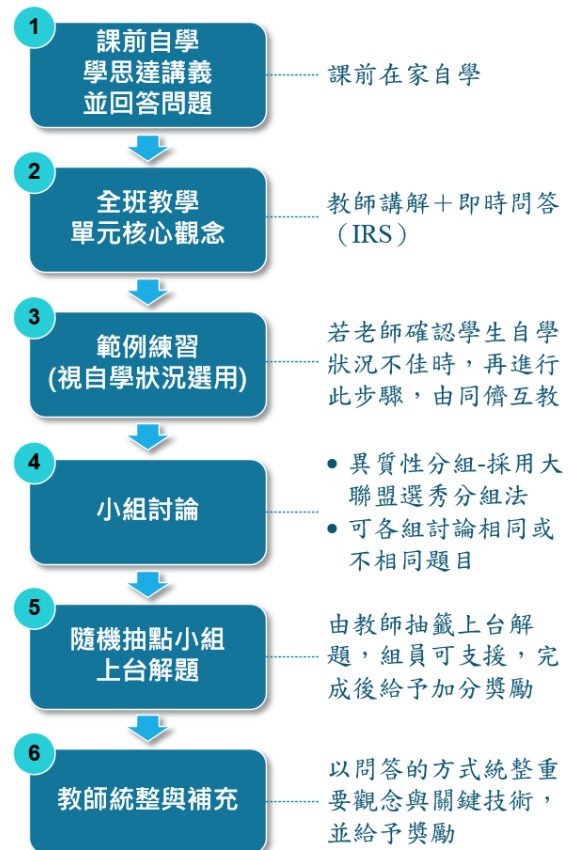 1
課前自學
學思達講義
並回答問題
課前在家自學
2
全班教學
單元核心觀念
教師講解＋即時問答
（IRS）
3
範例練習
(視自學狀況選用)
若老師確認學生自學
狀況不佳時，再進行
此步驟，由同儕互教
4
小組討論
• 異質性分組-採用大
聯盟選秀分組法
• 可各組討論相同或
不相同題目
5
隨機抽點小組
上台解題
由教師抽籤上台解
題，組員可支援，完
成後給予加分獎勵
6
教師統整與補充
以問答的方式統整重
要觀念與關鍵技術，
並給予獎勵